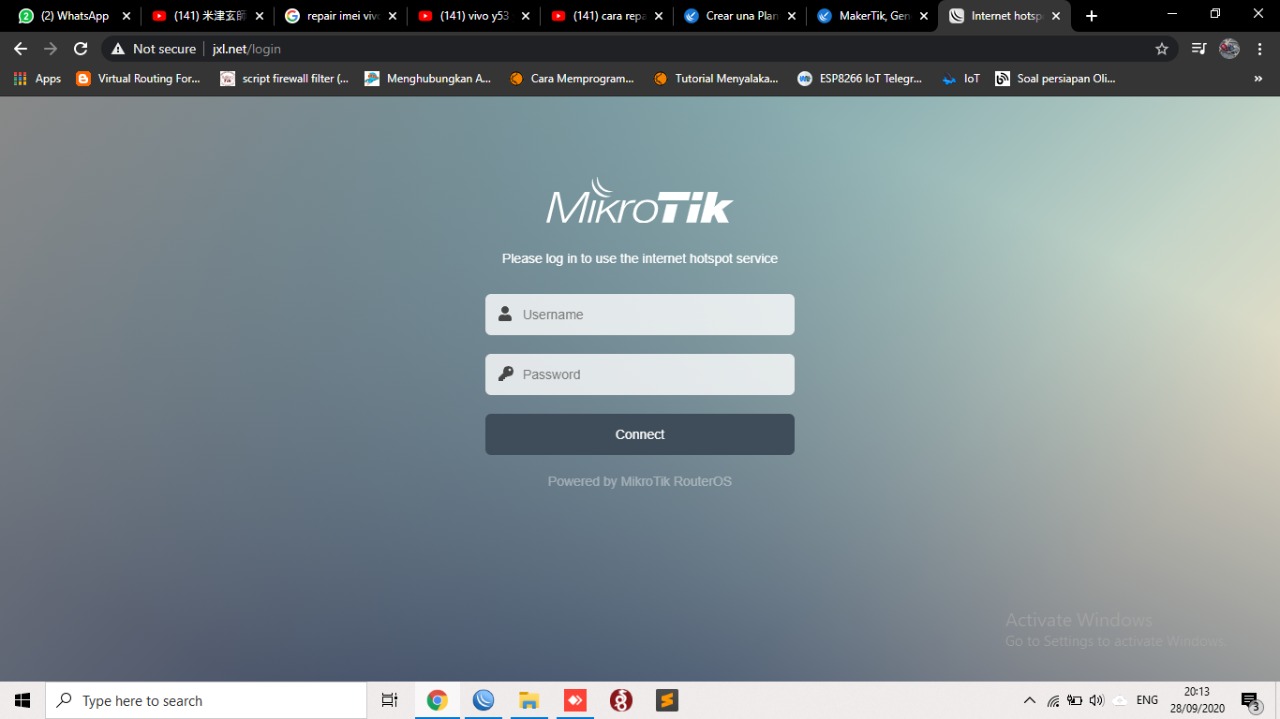 (2) WhatsApp
(141) 米津玄師
repair imei vivo
(141) vivo y53
(141) cara repa
Crear una Plan
MakerTik, Gen
Internet hotsp
Not secure
jxl.net/login
Apps
Virtual Routing For...
script firewall filter (...
Menghubungkan A...
Cara Memprogram...
Tutorial Menyalaka...
ESP8266 IoT Telegr...
IoT
Soal persiapan Oli...
»
MikroTik
Please log in to use the internet hotspot service
Username
Password
Connect
Powered by MikroTik RouterOS
Activate Windows
Go to Settings to activate Windows.
Type here to search
ENG
20:13
28/09/2020
3